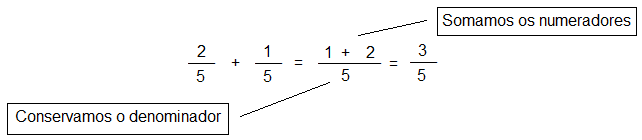 Somamos os numeradores
2/5 + 1/5 = (1 + 2)/5 = 3/5
Conservamos o denominador